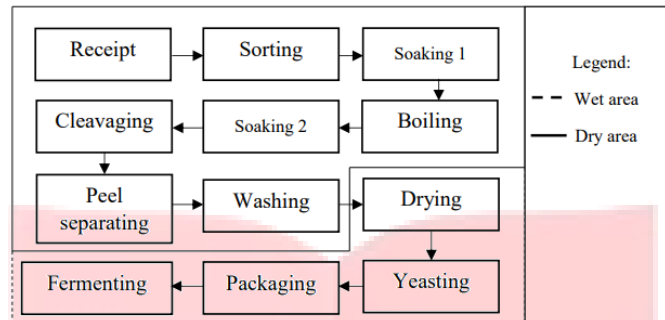 Receipt
Sorting
Soaking 1
Legend:
Wet area
Dry area
Cleavaging
Soaking 2
Boiling
Peel
separating
Washing
Drying
Fermenting
Packaging
Yeasting